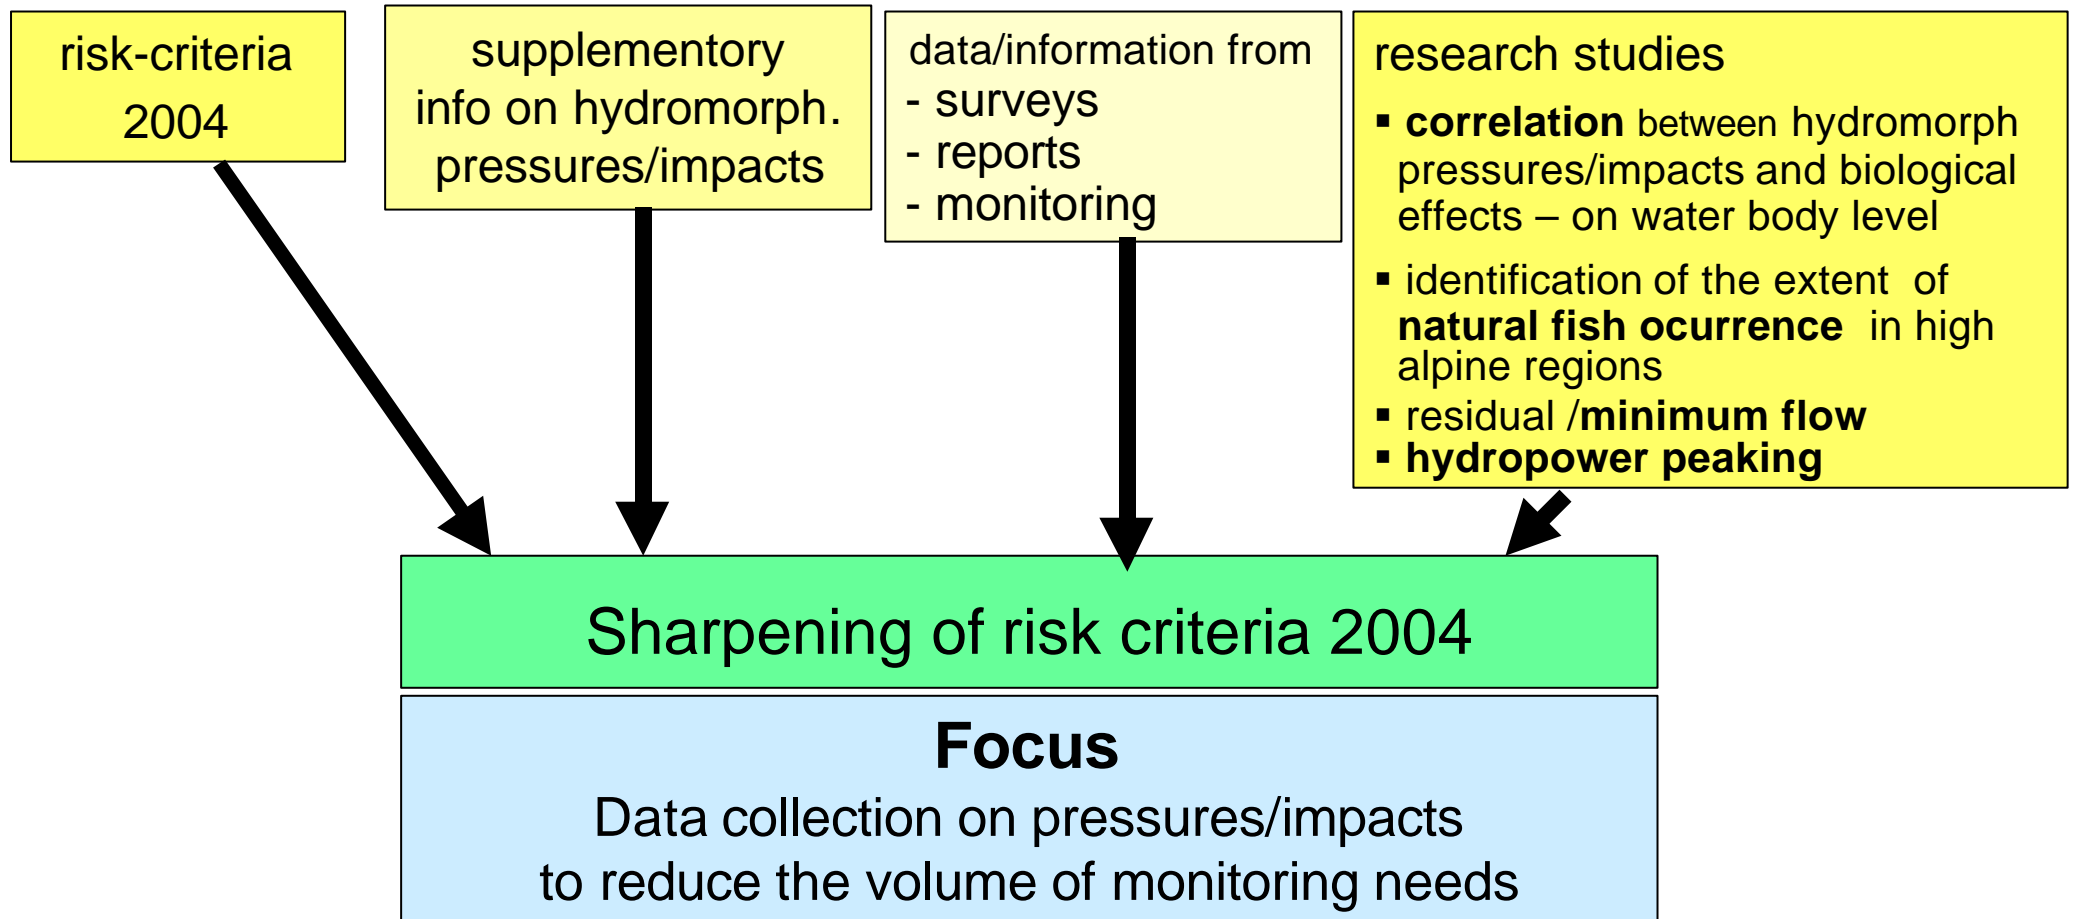 risk-criteria
2004
supplementory
info on hydromorph.
pressures/impacts
data/information from
- surveys
- reports
- monitoring
research studies
▪ correlation between hydromorph
pressures/impacts and biological
effects – on water body level
▪ identification of the extent of
natural fish ocurrence in high
alpine regions
▪ residual /minimum flow
▪ hydropower peaking
Sharpening of risk criteria 2004
Focus
Data collection on pressures/impacts
to reduce the volume of monitoring needs